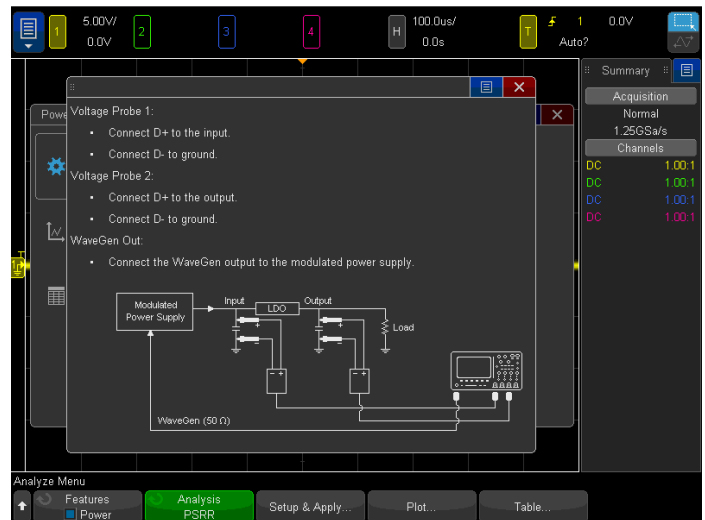 5.00V/
1
0.0V
2
3
4
H
100.0us/
0.0s
T
1
0.0V
Auto?
Summary
Acquisition
Normal
1.25GSa/s
Channels
DC 1.00:1
DC 1.00:1
DC 1.00:1
DC 1.00:1
Powe
Voltage Probe 1:
▪ Connect D+ to the input.
▪ Connect D- to ground.
Voltage Probe 2:
▪ Connect D+ to the output.
▪ Connect D- to ground.
WaveGen Out:
▪ Connect the WaveGen output to the modulated power supply.
Modulated
Power Supply
Input
LDO
Output
+
−
+
−
Load
- +
- +
WaveGen (50 Ω)
T
Analyze Menu
Features
Power
Analysis
PSRR
Setup & Apply...
Plot...
Table...